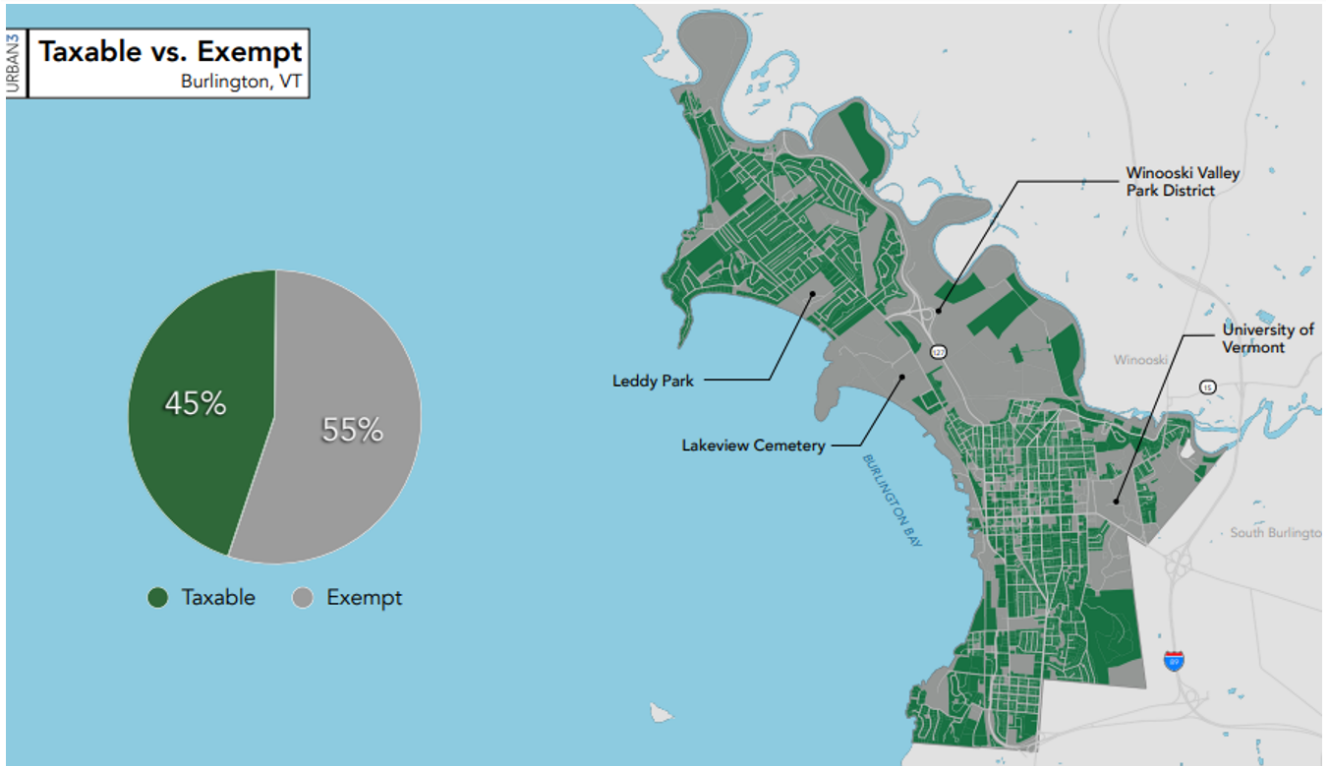 URBAN3
Taxable vs. Exempt
Burlington, VT
Winooski Valley
Park District
University of
Vermont
Winooski
15
Leddy Park
127
Lakeview Cemetery
BURLINGTON BAY
South Burlingto
45%
55%
Taxable
Exempt
89